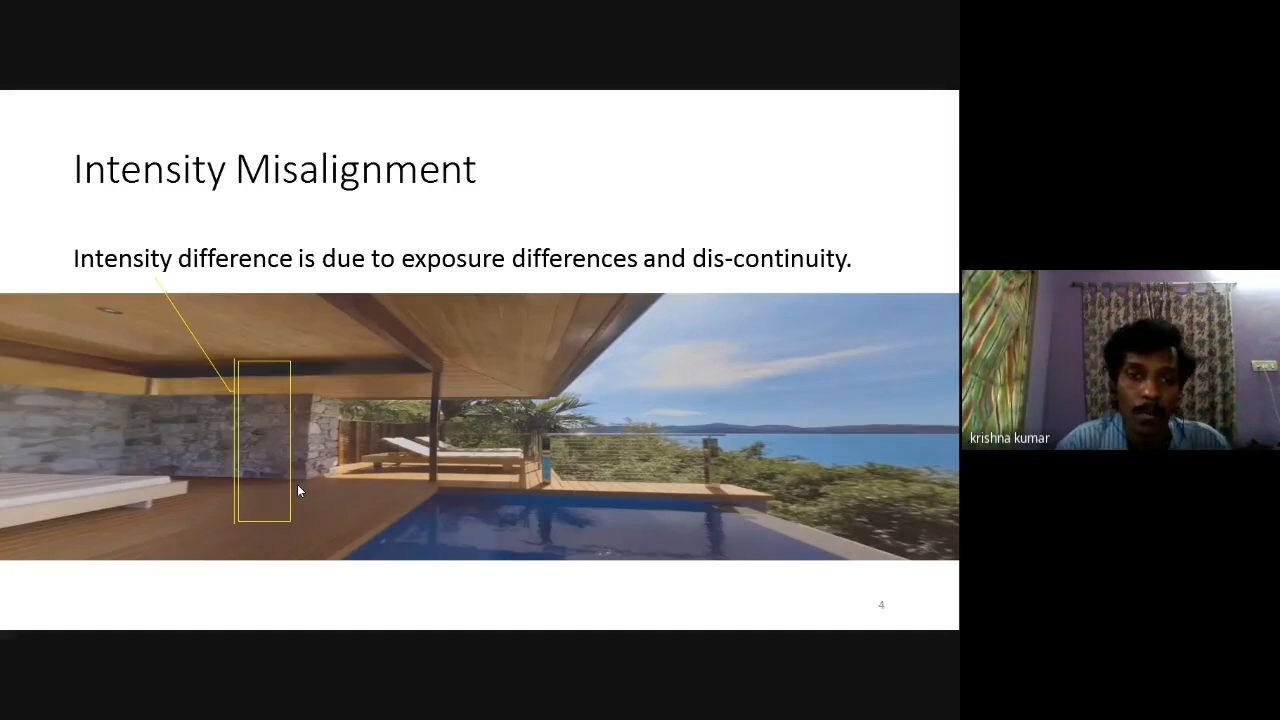 Intensity Misalignment
Intensity difference is due to exposure differences and dis-continuity.
krishna kumar
4